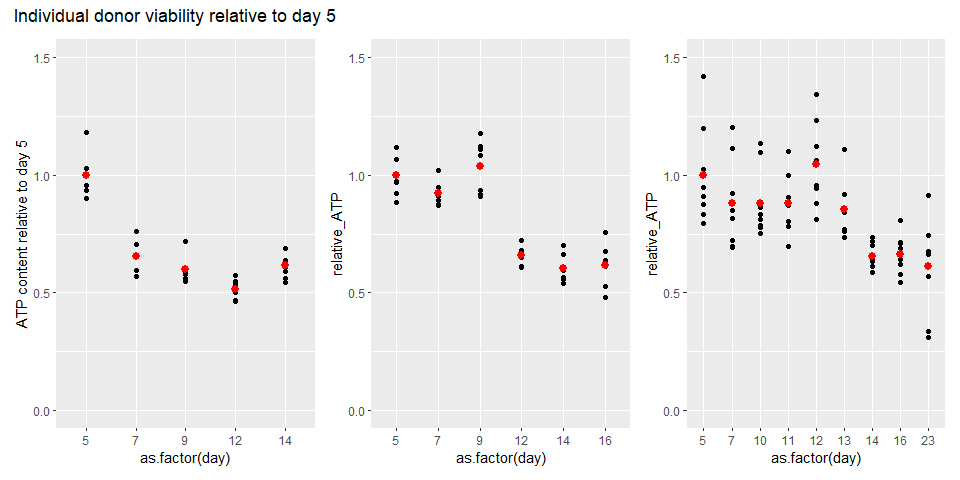 Individual donor viability relative to day 5
ATP content relative to day 5
1.5
1.0
0.5
0.0
5 7 9 12 14
as.factor(day)
relative_ATP
1.5
1.0
0.5
0.0
5 7 9 12 14 16
as.factor(day)
relative_ATP
1.5
1.0
0.5
0.0
5 7 10 11 12 13 14 16 23
as.factor(day)